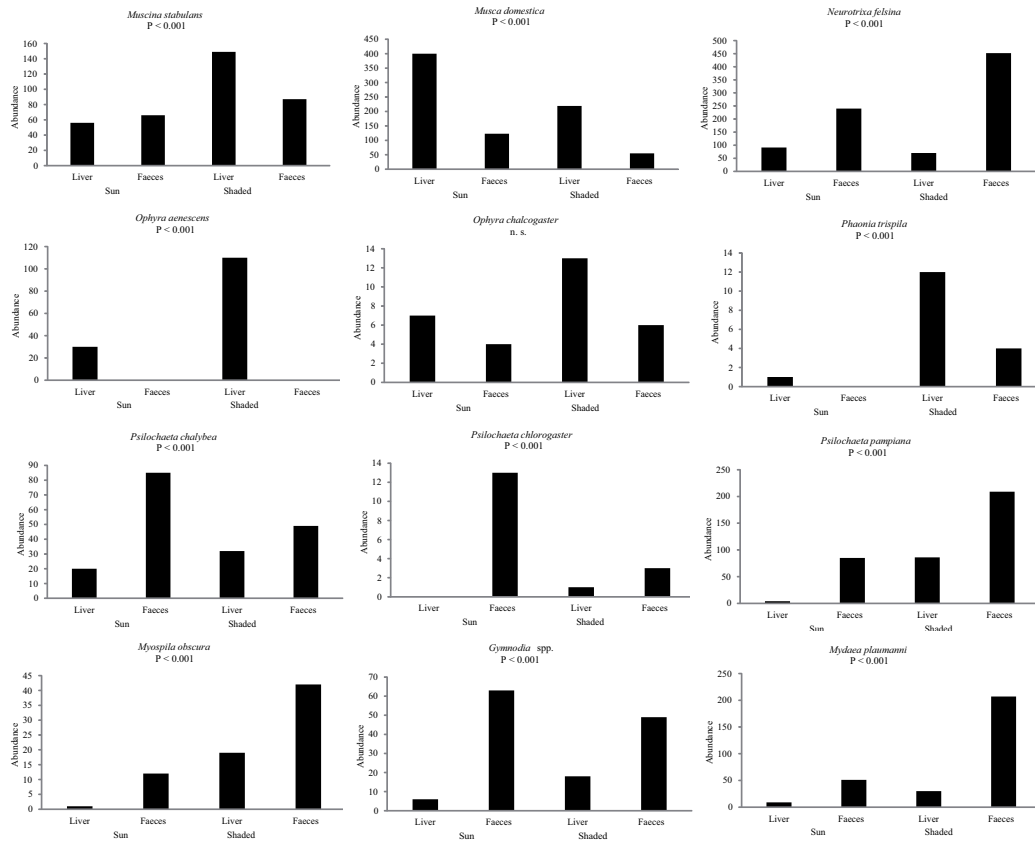 Muscina stabulans
P < 0.001
Abundance
160
140
120
100
80
60
40
20
0
Liver Faeces Liver Faeces
Sun Shaded
Musca domestica
P < 0.001
Abundance
450
400
350
300
250
200
150
100
50
0
Liver Faeces Liver Faeces
Sun Shaded
Neurotrixa felsina
P < 0.001
Abundance
500
450
400
350
300
250
200
150
100
50
0
Liver Faeces Liver Faeces
Sun Shaded
Ophyra aenescens
P < 0.001
Abundance
120
100
80
60
40
20
0
Liver Faeces Liver Faeces
Sun Shaded
Ophyra chalcogaster
n. s.
Abundance
14
12
10
8
6
4
2
0
Liver Faeces Liver Faeces
Sun Shaded
Phaonia trispila
P < 0.001
Abundance
14
12
10
8
6
4
2
0
Liver Faeces Liver Faeces
Sun Shaded
Psilochaeta chalybea
P < 0.001
Abundance
90
80
70
60
50
40
30
20
10
0
Liver Faeces Liver Faeces
Sun Shaded
Psilochaeta chlorogaster
P < 0.001
Abundance
14
12
10
8
6
4
2
0
Liver Faeces Liver Faeces
Sun Shaded
Psilochaeta pampiana
P < 0.001
Abundance
250
200
150
100
50
0
Liver Faeces Liver Faeces
Sun Shaded
Myospila obscura
P < 0.001
Abundance
45
40
35
30
25
20
15
10
5
0
Liver Faeces Liver Faeces
Sun Shaded
Gymnodia spp.
P < 0.001
Abundance
70
60
50
40
30
20
10
0
Liver Faeces Liver Faeces
Sun Shaded
Mydaea plaumanni
P < 0.001
Abundance
250
200
150
100
50
0
Liver Faeces Liver Faeces
Sun Shaded